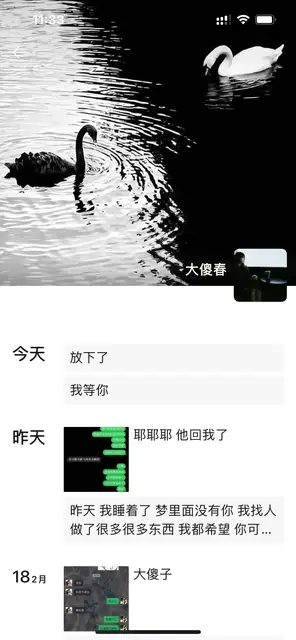 11:33
大傻春
今天
放下了
我等你
昨天
耶耶耶 他回我了
昨天 我睡着了 梦里面没有你 我找人
做了很多很多东西 我都希望 你可...
18 2月
大傻子